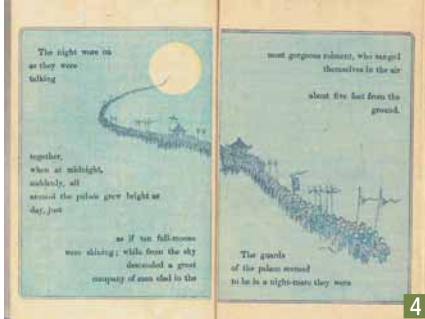 The night wore on
as they were
talking
together,
when at midnight,
suddenly, all
around the palace grew bright as
day, just
as if ten full-moons
were shining; while from the sky
descended a great
company of men clad in the
most gorgeous raiment, who ranged
themselves in the air
about five feet from the
ground.
The guards
of the palace seemed
to be in a night-mare they were
4